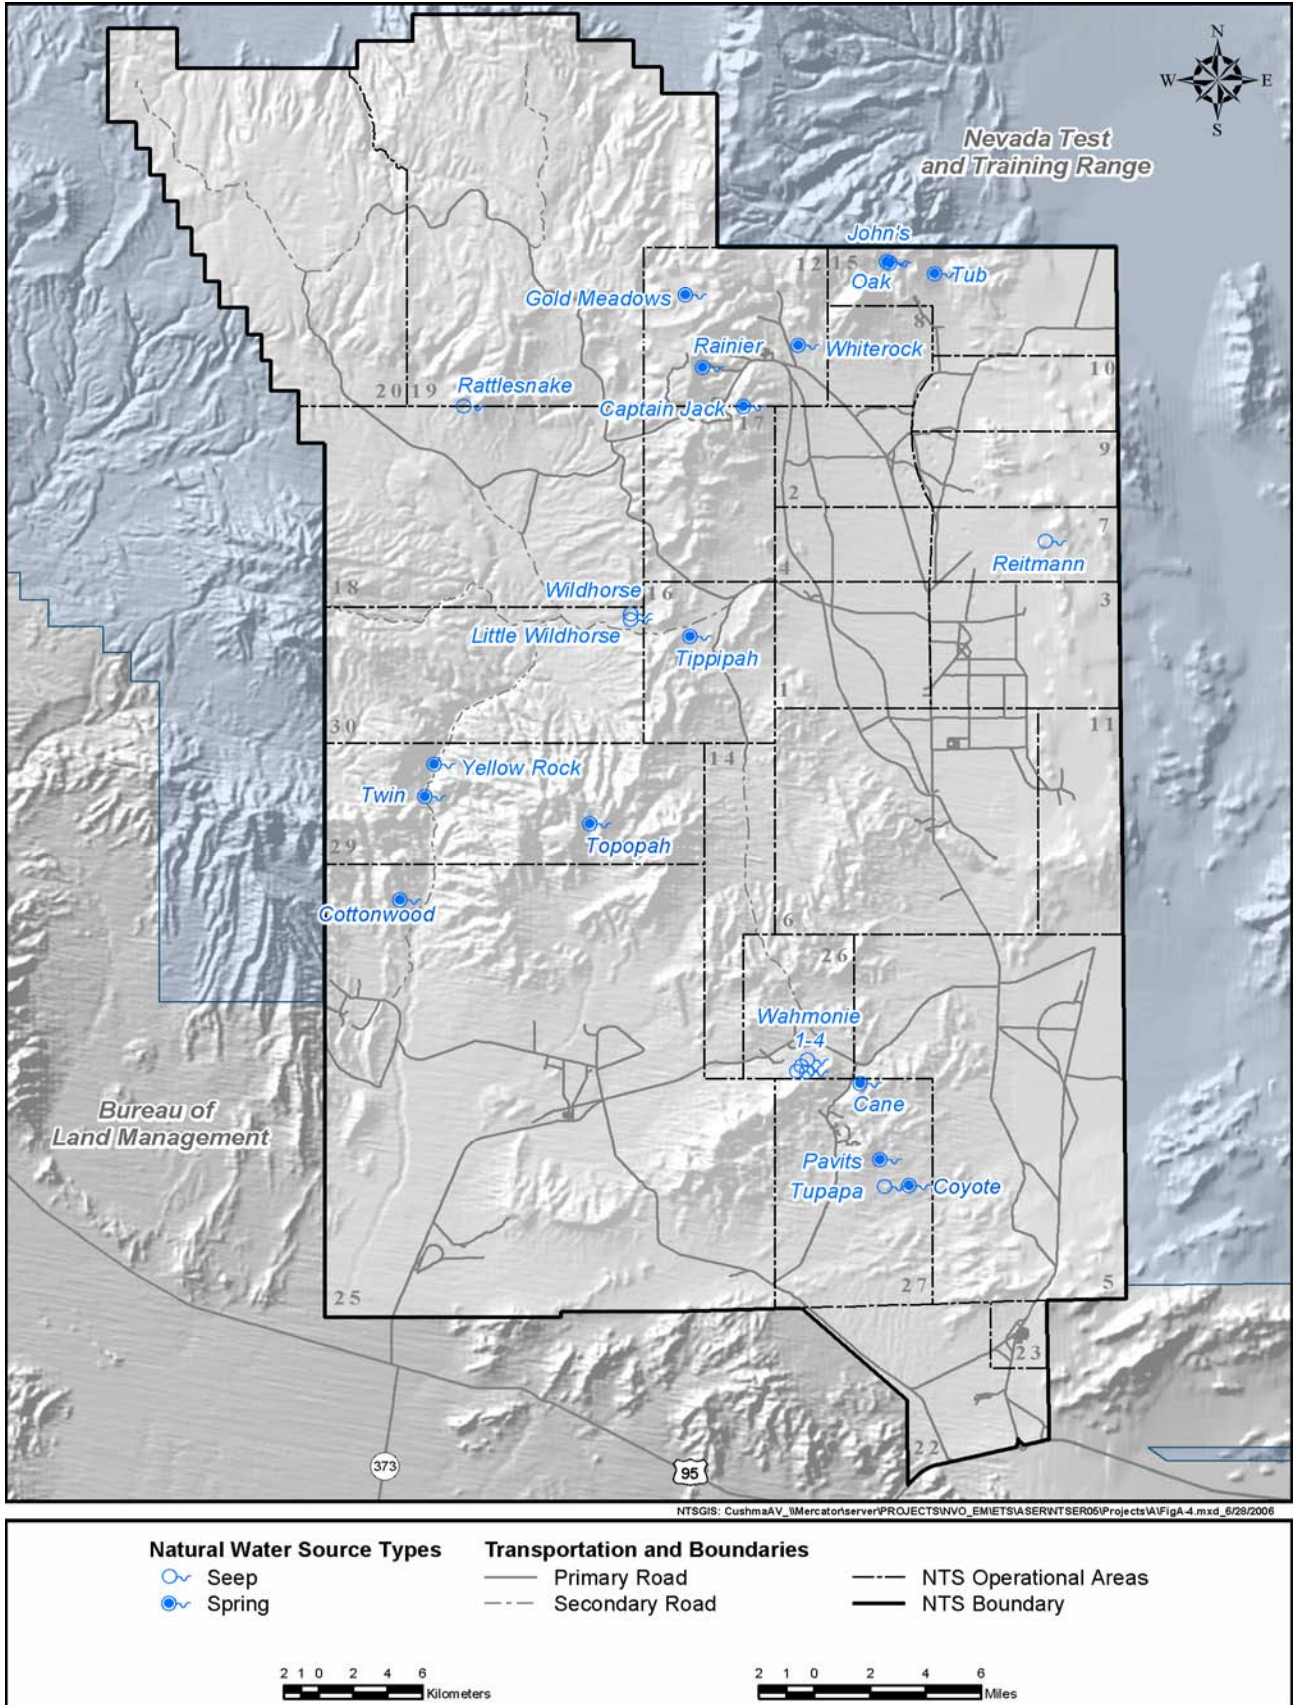 N
W E
S
Nevada Test
and Training Range
John's
12 15
Oak
Tub
Gold Meadows
8
Rainier
Whiterock
10
20 19
Rattlesnake
Captain Jack
17
9
2
7
Reitmann
4
18
Wildhorse
16
3
Little Wildhorse
Tippipah
1
30
11
14
Yellow Rock
Twin
Topopah
29
Cottonwood
6
26
Wahmonie
1-4
Cane
Bureau of
Land Management
Pavits
Tupapa
Coyote
25
27
5
23
22
373
95
NTSGIS: CushmaAV_\\Mercator\server\PROJECTS\NVO_EM\ETS\ASER\NTSER05\Projects\A\FigA-4.mxd_6/28/2006
Natural Water Source Types
Seep
Spring
Transportation and Boundaries
Primary Road
Secondary Road
NTS Operational Areas
NTS Boundary
2 1 0 2 4 6
Kilometers
2 1 0 2 4 6
Miles